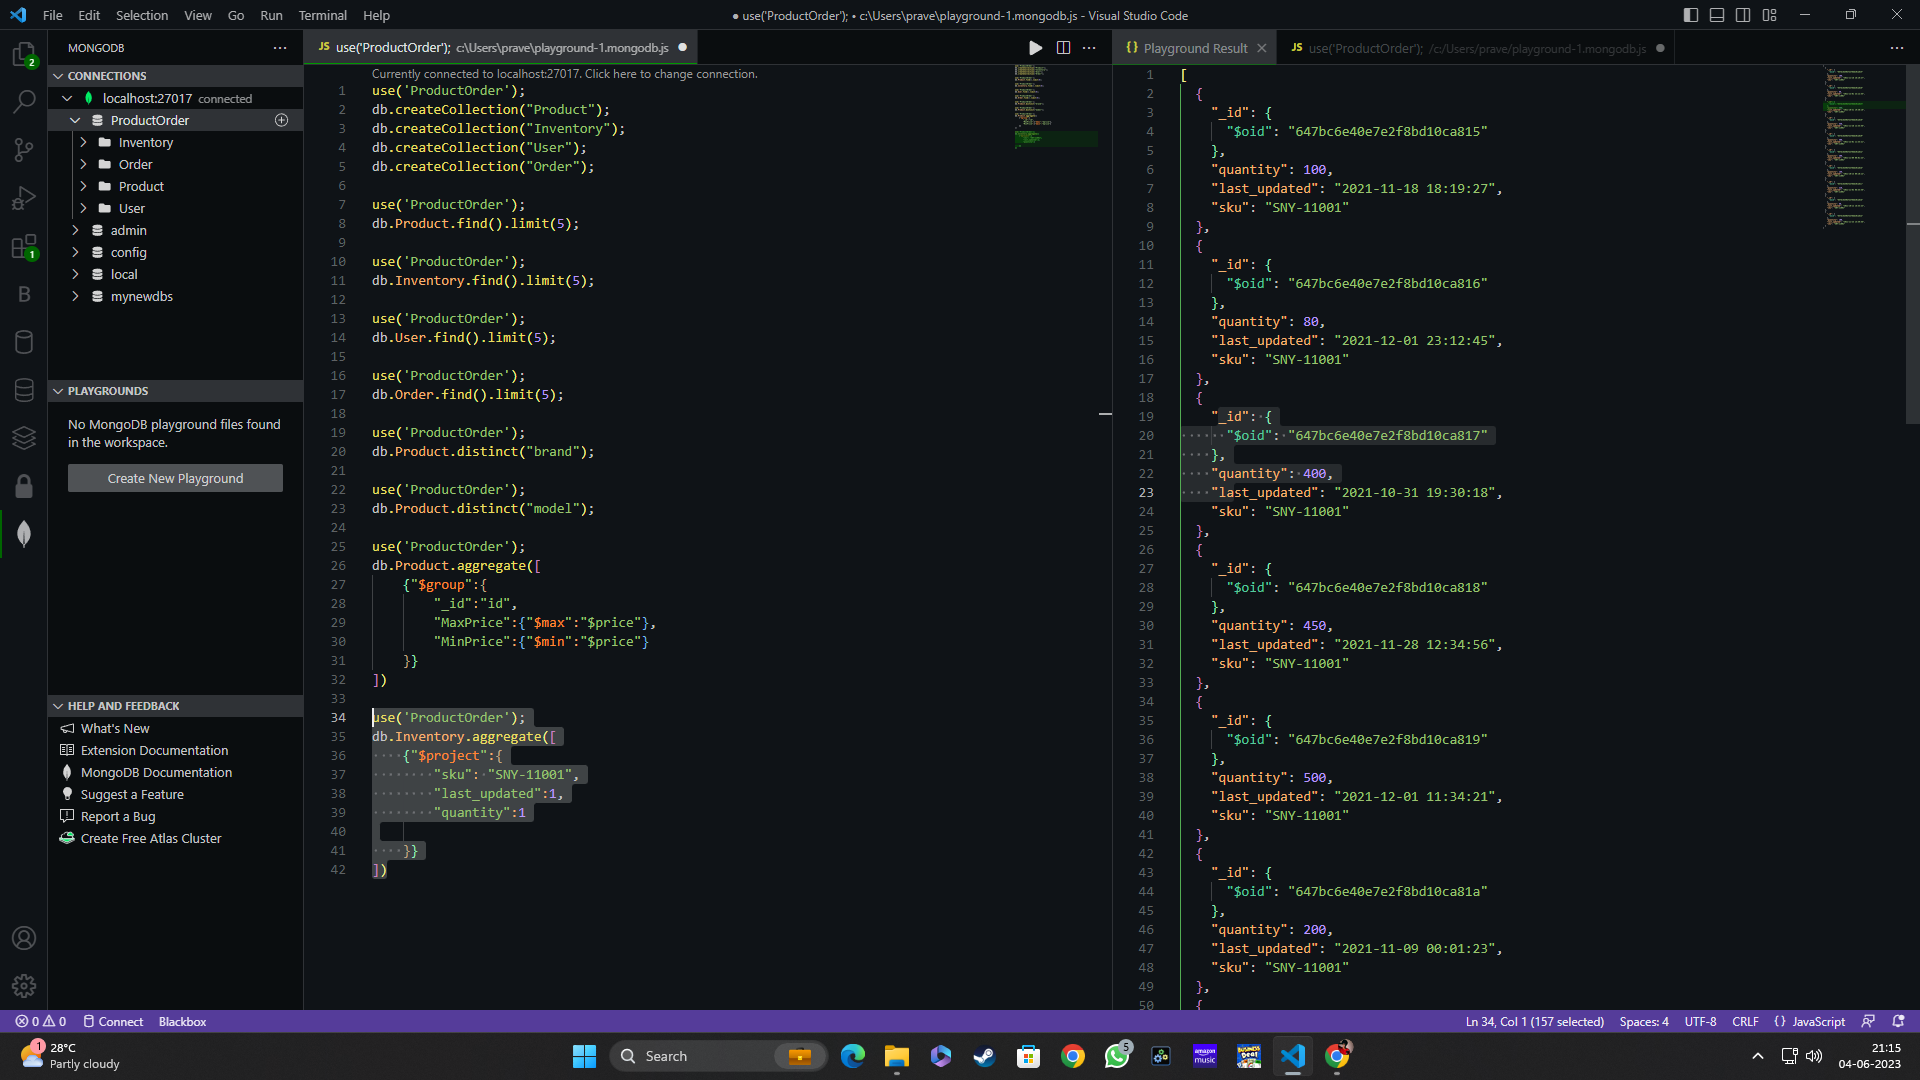 File Edit Selection View Go Run Terminal Help
● use('ProductOrder'); • c:\Users\prave\playground-1.mongodb.js - Visual Studio Code
MONGODB
CONNECTIONS
localhost:27017 connected
ProductOrder
Inventory
Order
Product
User
admin
config
local
mynewdbs
PLAYGROUNDS
No MongoDB playground files found
in the workspace.
Create New Playground
HELP AND FEEDBACK
What's New
Extension Documentation
MongoDB Documentation
Suggest a Feature
Report a Bug
Create Free Atlas Cluster
2
1
B
JS use('ProductOrder'); c:\Users\prave\playground-1.mongodb.js
Currently connected to localhost:27017. Click here to change connection.
1 use('ProductOrder');
2 db.createCollection("Product");
3 db.createCollection("Inventory");
4 db.createCollection("User");
5 db.createCollection("Order");
6
7 use('ProductOrder');
8 db.Product.find().limit(5);
9
10 use('ProductOrder');
11 db.Inventory.find().limit(5);
12
13 use('ProductOrder');
14 db.User.find().limit(5);
15
16 use('ProductOrder');
17 db.Order.find().limit(5);
18
19 use('ProductOrder');
20 db.Product.distinct("brand");
21
22 use('ProductOrder');
23 db.Product.distinct("model");
24
25 use('ProductOrder');
26 db.Product.aggregate([
27 {"$group":{
28 "_id":"id",
29 "MaxPrice":{"$max":"$price"},
30 "MinPrice":{"$min":"$price"}
31 }}
32 ])
33
34 use('ProductOrder');
35 db.Inventory.aggregate([
36 {"$project":{
37 "sku": "SNY-11001",
38 "last_updated":1,
39 "quantity":1
40
41 }}
42 ])
{} Playground Result
JS use('ProductOrder'); /c:/Users/prave/playground-1.mongodb.js
1 [
2 {
3 "_id": {
4 "$oid": "647bc6e40e7e2f8bd10ca815"
5 },
6 "quantity": 100,
7 "last_updated": "2021-11-18 18:19:27",
8 "sku": "SNY-11001"
9 },
10 {
11 "_id": {
12 "$oid": "647bc6e40e7e2f8bd10ca816"
13 },
14 "quantity": 80,
15 "last_updated": "2021-12-01 23:12:45",
16 "sku": "SNY-11001"
17 },
18 {
19 "_id": {
20 "$oid": "647bc6e40e7e2f8bd10ca817"
21 },
22 "quantity": 400,
23 "last_updated": "2021-10-31 19:30:18",
24 "sku": "SNY-11001"
25 },
26 {
27 "_id": {
28 "$oid": "647bc6e40e7e2f8bd10ca818"
29 },
30 "quantity": 450,
31 "last_updated": "2021-11-28 12:34:56",
32 "sku": "SNY-11001"
33 },
34 {
35 "_id": {
36 "$oid": "647bc6e40e7e2f8bd10ca819"
37 },
38 "quantity": 500,
39 "last_updated": "2021-12-01 11:34:21",
40 "sku": "SNY-11001"
41 },
42 {
43 "_id": {
44 "$oid": "647bc6e40e7e2f8bd10ca81a"
45 },
46 "quantity": 200,
47 "last_updated": "2021-11-09 00:01:23",
48 "sku": "SNY-11001"
49 },
50 {
0 0 Connect Blackbox
Ln 34, Col 1 (157 selected) Spaces: 4 UTF-8 CRLF {} JavaScript
1 28°C
Partly cloudy
Search
5
amazon music
21:15
04-06-2023